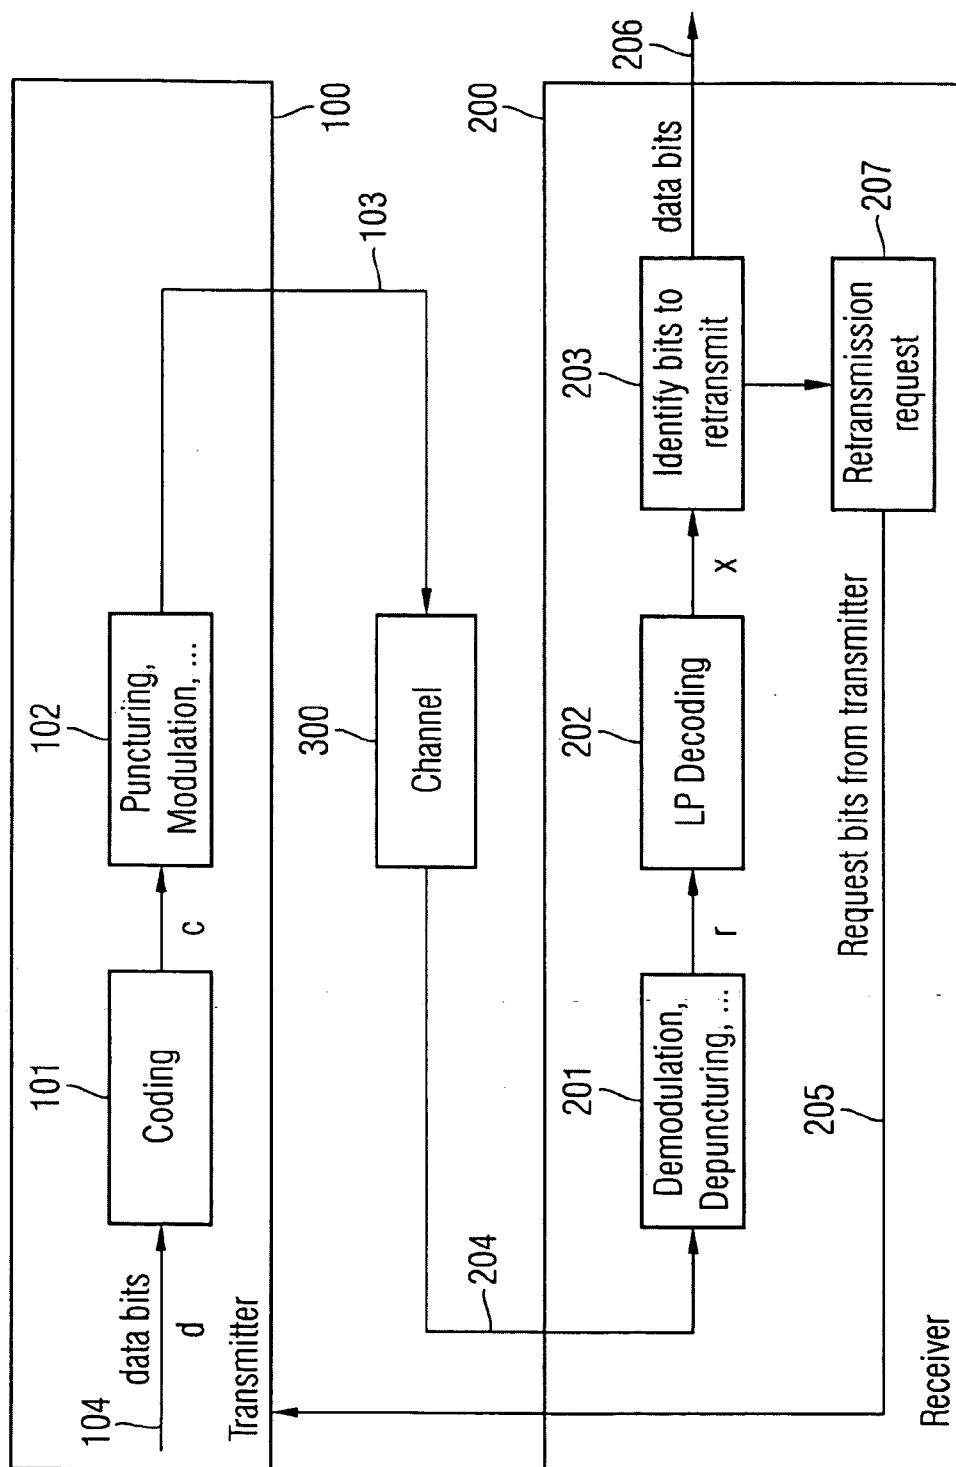 104
data bits
d
101
Coding
c
102
Puncturing,
Modulation, ...
Transmitter
100
103
300
Channel
204
200
201
Demodulation,
Depuncturing, ...
r
202
LP Decoding
x
203
Identify bits to
retransmit
data bits
206
205
Request bits from transmitter
Retransmission
request
207
Receiver